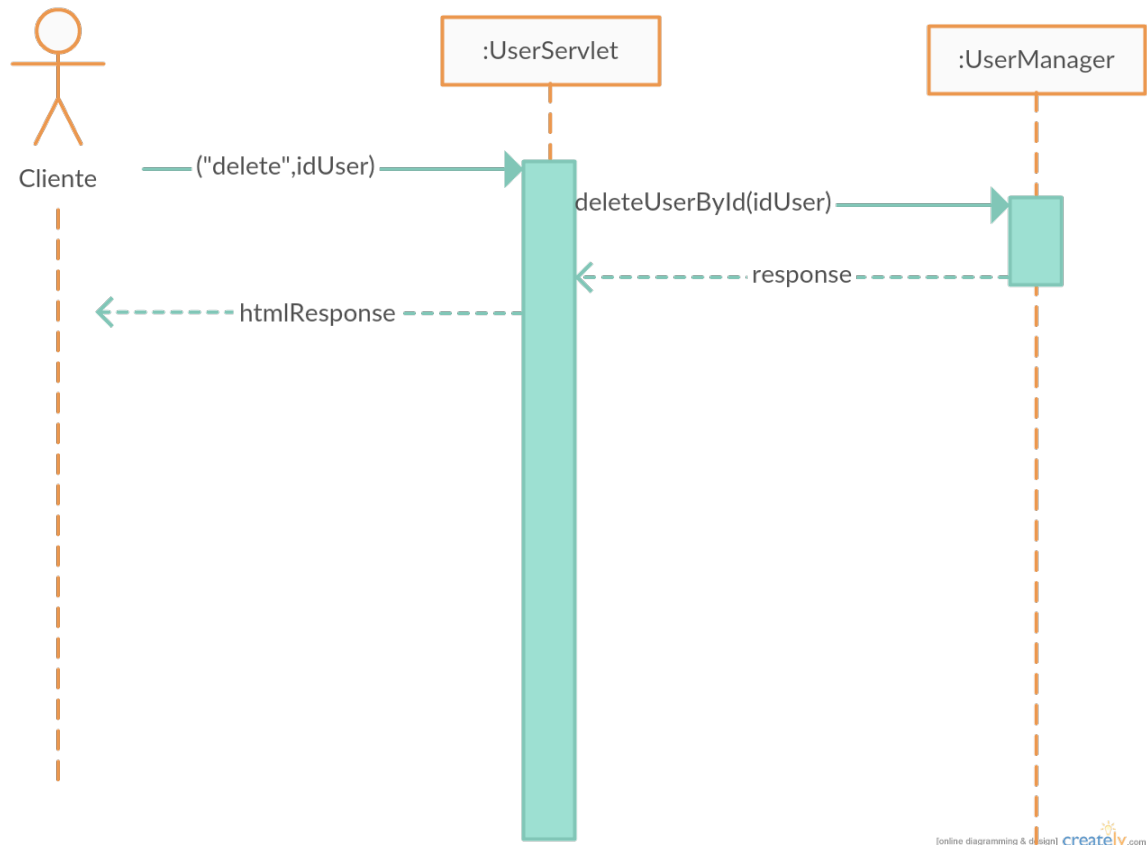 :UserServlet
:UserManager
Cliente
("delete",idUser)
deleteUserById(idUser)
response
htmlResponse
[online diagramming & design] creately.com